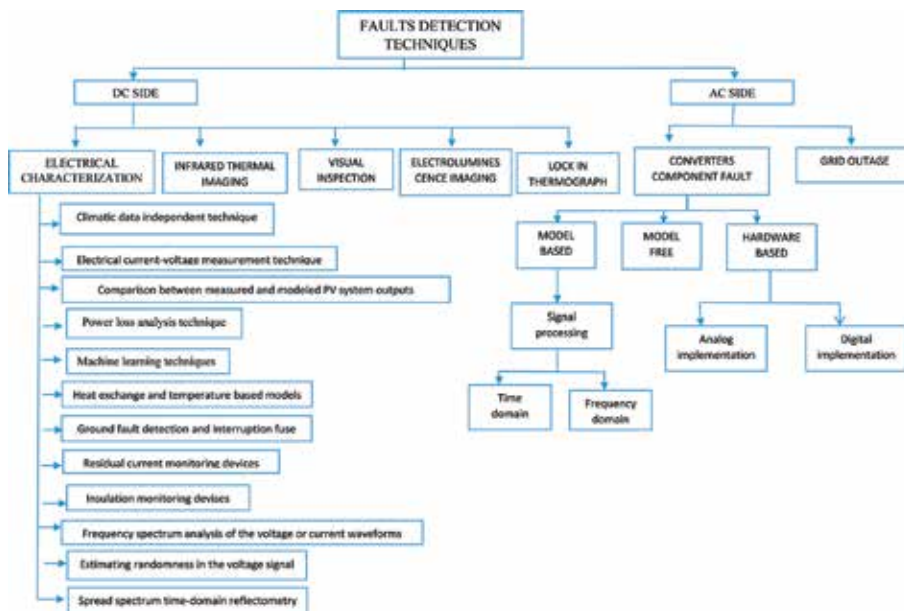 FAULTS DETECTION
TECHNIQUES
DC SIDE
AC SIDE
ELECTRICAL
CHARACTERIZATION
INFRARED THERMAL
IMAGING
VISUAL
INSPECTION
ELECTROLUMINES
CENCE IMAGING
LOCK IN
THERMOGRAPH
CONVERTERS
COMPONENT FAULT
GRID OUTAGE
Climatic data independent technique
Electrical current-voltage measurement technique
Comparison between measured and modeled PV system outputs
Power loss analysis technique
Machine learning techniques
Heat exchange and temperature based models
Ground fault detection and interruption fuse
Residual current monitoring devices
Insulation monitoring devises
Frequency spectrum analysis of the voltage or current waveforms
Estimating randomness in the voltage signal
Spread spectrum time-domain reflectometry
MODEL
BASED
MODEL
FREE
HARDWARE
BASED
Signal
processing
Analog
implementation
Digital
implementation
Time
domain
Frequency
domain